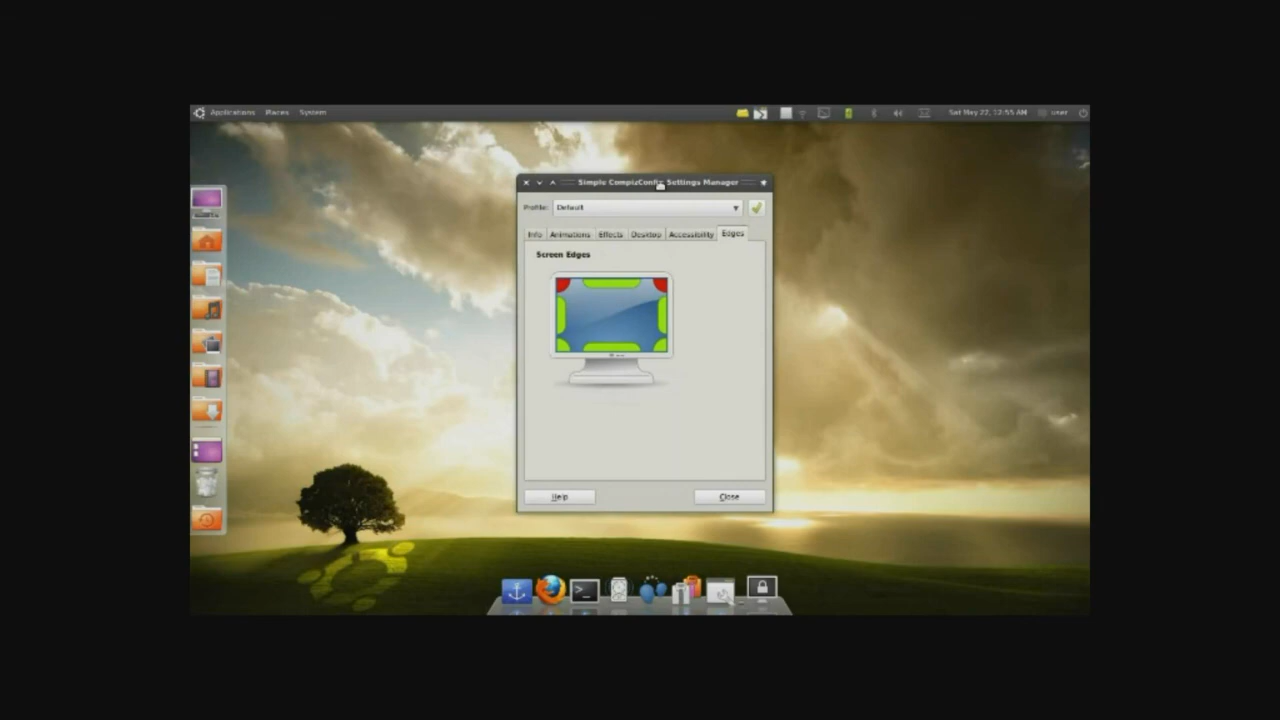 Applications Places System Sat May 22, 12:55 AM user
Simple CompizConfig Settings Manager
Profile: Default
Info Animations Effects Desktop Accessibility Edges
Screen Edges
Help Close
>_